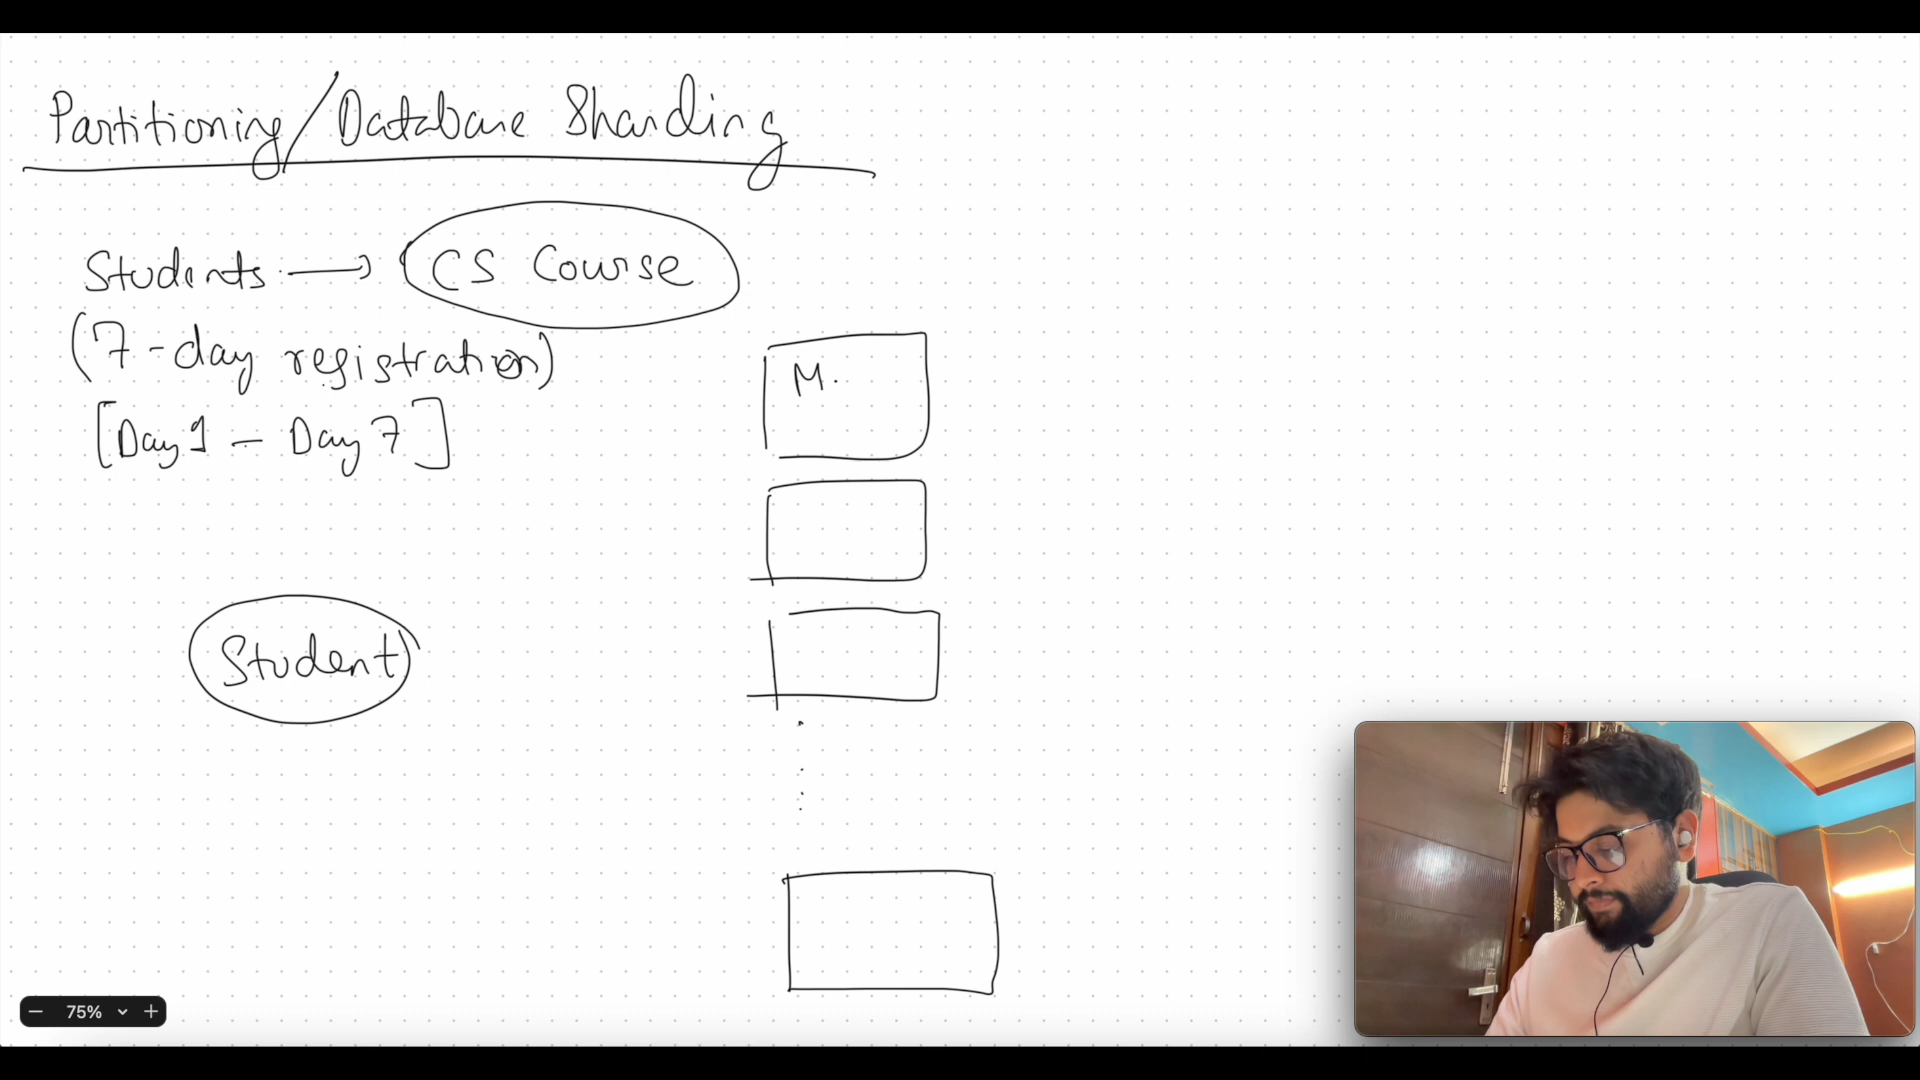 Partitioning/Database Sharding
Students → CS Course
(7-day registration)
[Day 1 - Day 7]
M.
Student
75%